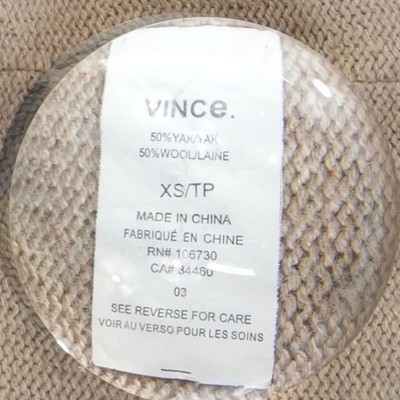 VINCe.
50%YAK/YAK
50%WOOL/LAINE
XS/TP
MADE IN CHINA
FABRIQUÉ EN CHINE
RN# 106730
CA# 34460
03
SEE REVERSE FOR CARE
VOIR AU VERSO POUR LES SOINS